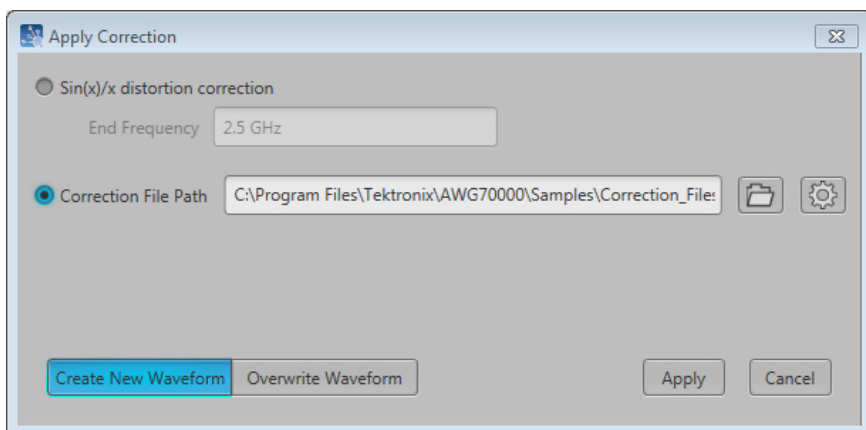 Apply Correction
Sin(x)/x distortion correction
End Frequency 2.5 GHz
Correction File Path C:\Program Files\Tektronix\AWG70000\Samples\Correction_Files
Create New Waveform Overwrite Waveform Apply Cancel